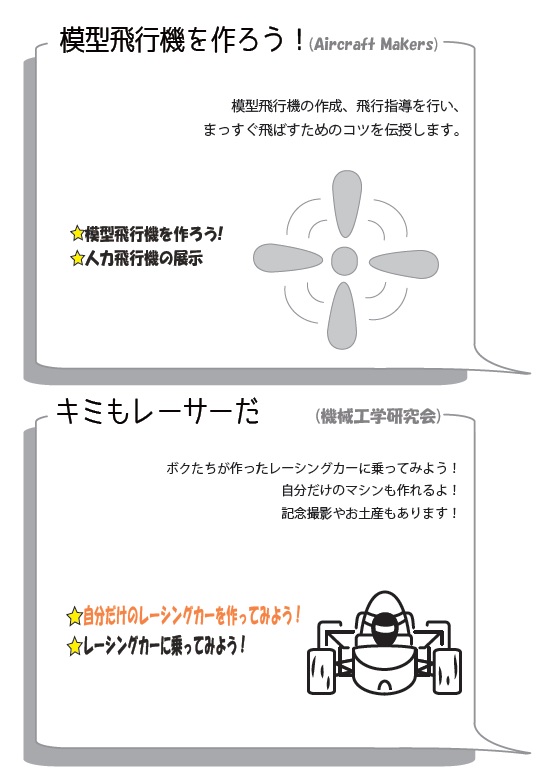 模型飛行機を作ろう！(Aircraft Makers)
模型飛行機の作成、飛行指導を行い、
まっすぐ飛ばすためのコツを伝授します。
☆模型飛行機を作ろう!
☆人力飛行機の展示
キミもレーサーだ (機械工学研究会)
ボクたちが作ったレーシングカーに乗ってみよう！
自分だけのマシンも作れるよ！
記念撮影やお土産もあります！
☆自分だけのレーシングカーを作ってみよう！
☆レーシングカーに乗ってみよう！